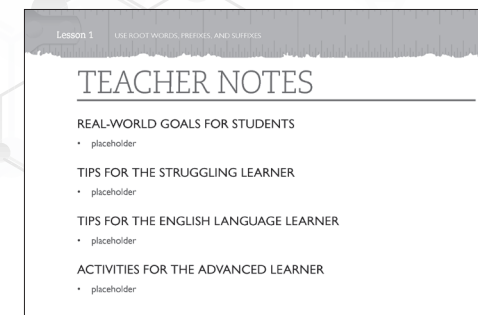 Lesson 1 USE ROOT WORDS, PREFIXES, AND SUFFIXES
TEACHER NOTES
REAL-WORLD GOALS FOR STUDENTS
• placeholder
TIPS FOR THE STRUGGLING LEARNER
• placeholder
TIPS FOR THE ENGLISH LANGUAGE LEARNER
• placeholder
ACTIVITIES FOR THE ADVANCED LEARNER
• placeholder